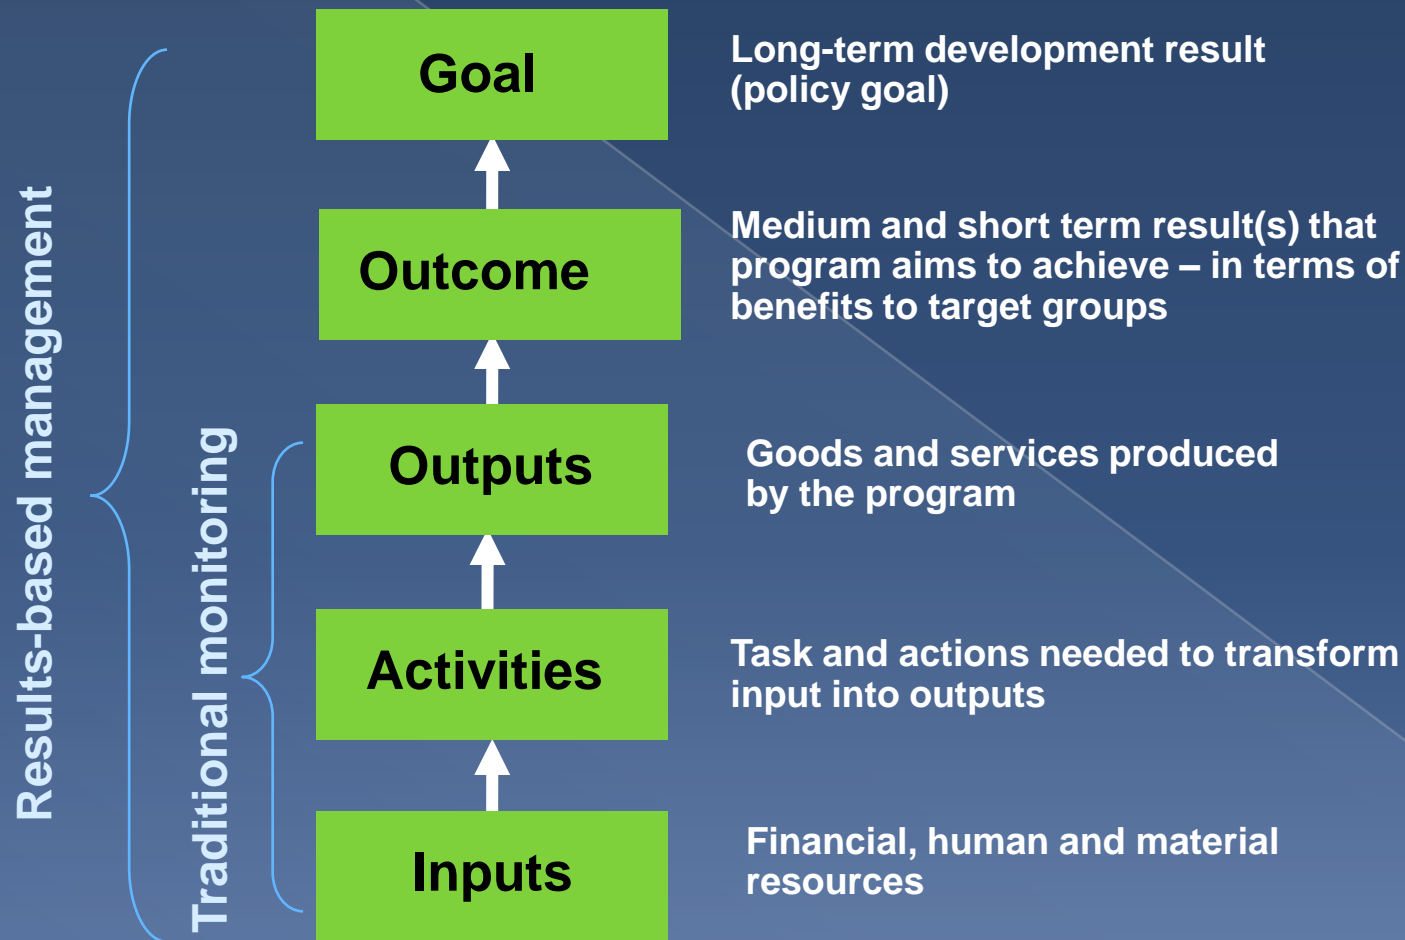 Goal
Long-term development result
(policy goal)
Outcome
Medium and short term result(s) that
program aims to achieve – in terms of
benefits to target groups
Outputs
Goods and services produced
by the program
Activities
Task and actions needed to transform
input into outputs
Inputs
Financial, human and material
resources
Results-based management
Traditional monitoring